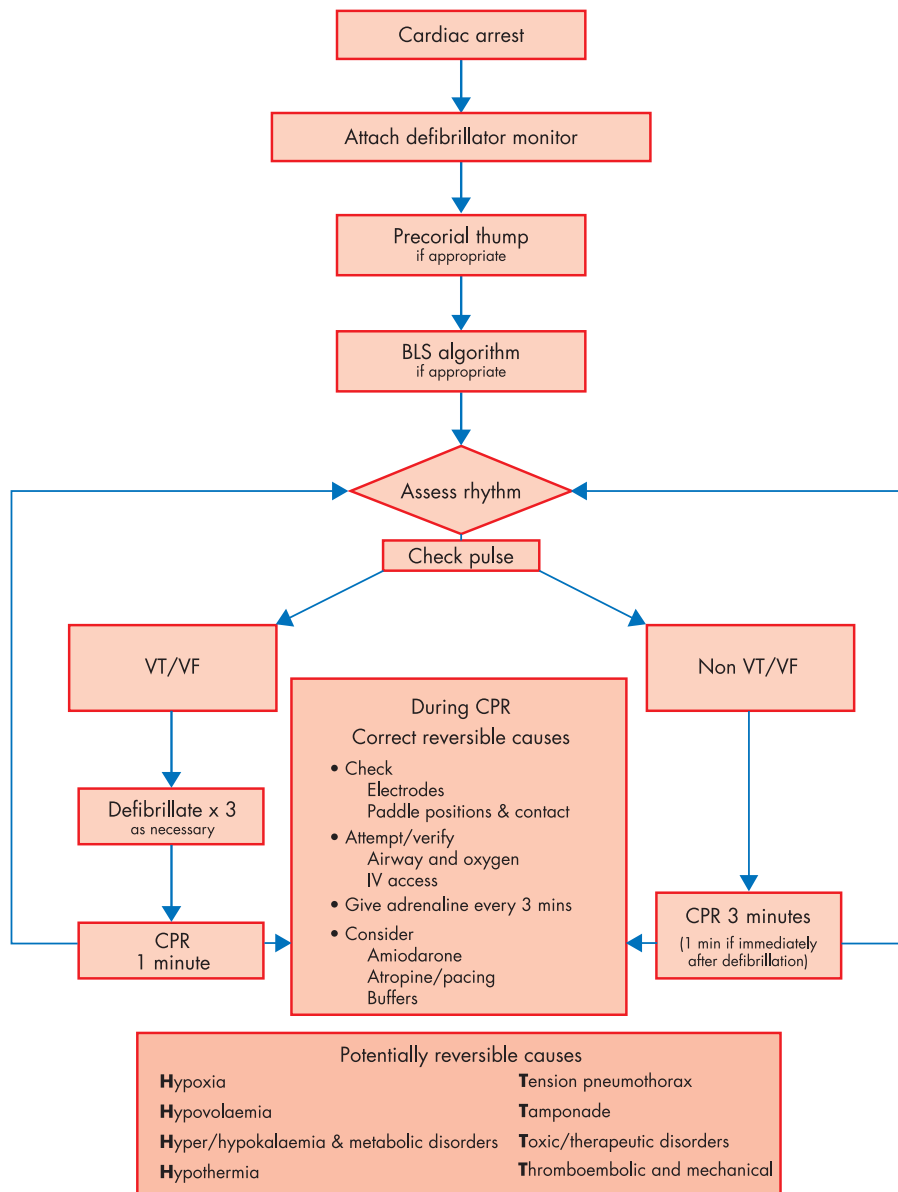 Cardiac arrest
Attach defibrillator monitor
Precorial thump
if appropriate
BLS algorithm
if appropriate
Assess rhythm
Check pulse
VT/VF
Non VT/VF
Defibrillate x 3
as necessary
CPR
1 minute
During CPR
Correct reversible causes
• Check
Electrodes
Paddle positions & contact
• Attempt/verify
Airway and oxygen
IV access
• Give adrenaline every 3 mins
• Consider
Amiodarone
Atropine/pacing
Buffers
CPR 3 minutes
(1 min if immediately
after defibrillation)
Potentially reversible causes
Hypoxia
Hypovolaemia
Hyper/hypokalaemia & metabolic disorders
Hypothermia
Tension pneumothorax
Tamponade
Toxic/therapeutic disorders
Thromboembolic and mechanical